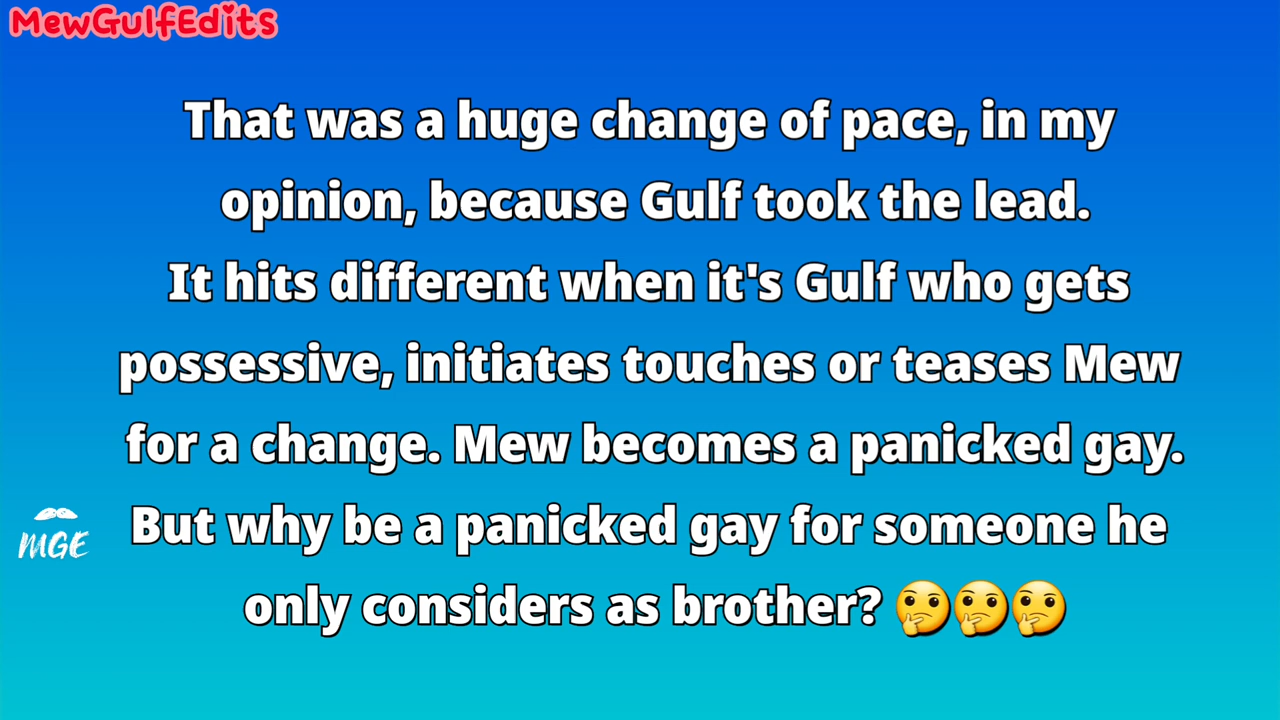 MewGulfEdits
That was a huge change of pace, in my
opinion, because Gulf took the lead.
It hits different when it's Gulf who gets
possessive, initiates touches or teases Mew
for a change. Mew becomes a panicked gay.
But why be a panicked gay for someone he
only considers as brother? 🤔🤔🤔
MGE